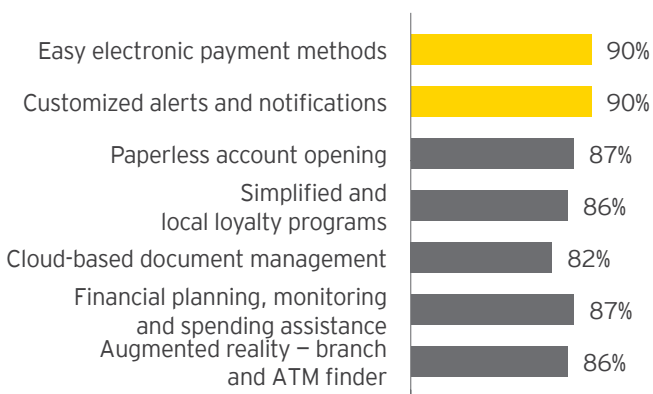 Easy electronic payment methods 90%
Customized alerts and notifications 90%
Paperless account opening 87%
Simplified and
local loyalty programs 86%
Cloud-based document management 82%
Financial planning, monitoring
and spending assistance 87%
Augmented reality – branch
and ATM finder 86%